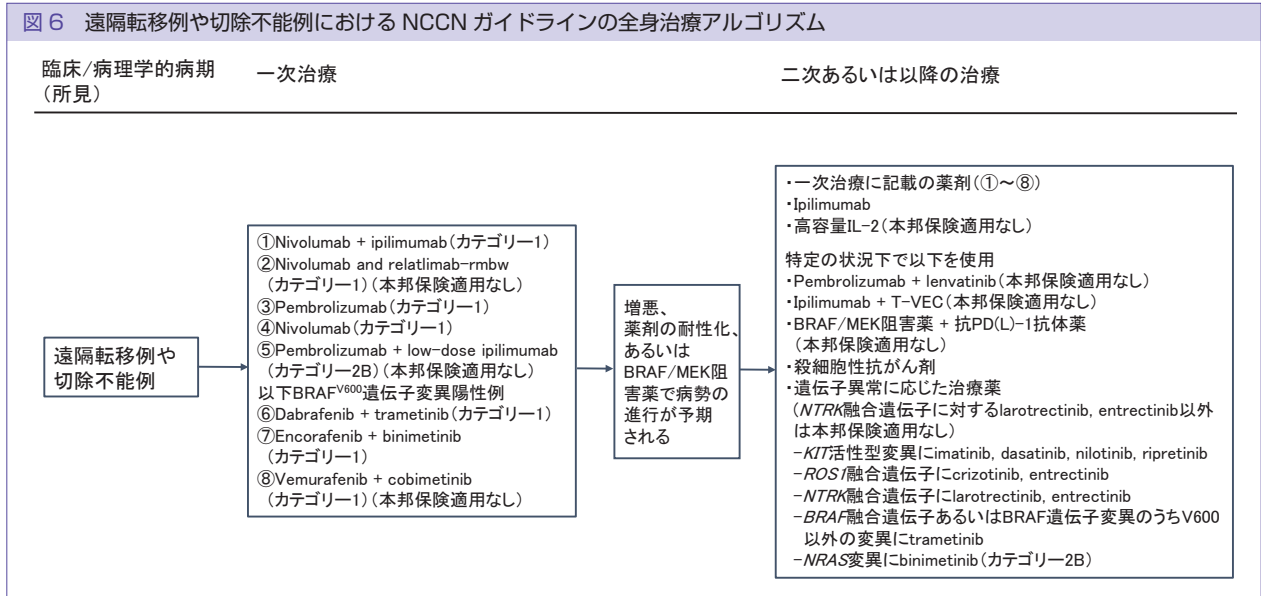 図6 遠隔転移例や切除不能例における NCCN ガイドラインの全身治療アルゴリズム
臨床/病理学的病期
(所見)
一次治療
二次あるいは以降の治療
遠隔転移例や
切除不能例
①Nivolumab + ipilimumab(カテゴリー1)
②Nivolumab and relatlimab-rmbw
(カテゴリー1)(本邦保険適用なし)
③Pembrolizumab(カテゴリー1)
④Nivolumab(カテゴリー1)
⑤Pembrolizumab + low-dose ipilimumab
(カテゴリー2B)(本邦保険適用なし)
以下BRAFV600遺伝子変異陽性例
⑥Dabrafenib + trametinib(カテゴリー1)
⑦Encorafenib + binimetinib
(カテゴリー1)
⑧Vemurafenib + cobimetinib
(カテゴリー1)(本邦保険適用なし)
増悪、
薬剤の耐性化、
あるいは
BRAF/MEK阻
害薬で病勢の
進行が予期
される
・一次治療に記載の薬剤(①～⑧)
・Ipilimumab
・高容量IL-2(本邦保険適用なし)
特定の状況下で以下を使用
・Pembrolizumab + lenvatinib(本邦保険適用なし)
・Ipilimumab + T-VEC(本邦保険適用なし)
・BRAF/MEK阻害薬 + 抗PD(L)-1抗体薬
(本邦保険適用なし)
・殺細胞性抗がん剤
・遺伝子異常に応じた治療薬
(NTRK融合遺伝子に対するlarotrectinib, entrectinib以外
は本邦保険適用なし)
-KIT活性型変異にimatinib, dasatinib, nilotinib, ripretinib
-ROS1融合遺伝子にcrizotinib, entrectinib
-NTRK融合遺伝子にlarotrectinib, entrectinib
-BRAF融合遺伝子あるいはBRAF遺伝子変異のうちV600
以外の変異にtrametinib
-NRAS変異にbinimetinib(カテゴリー2B)